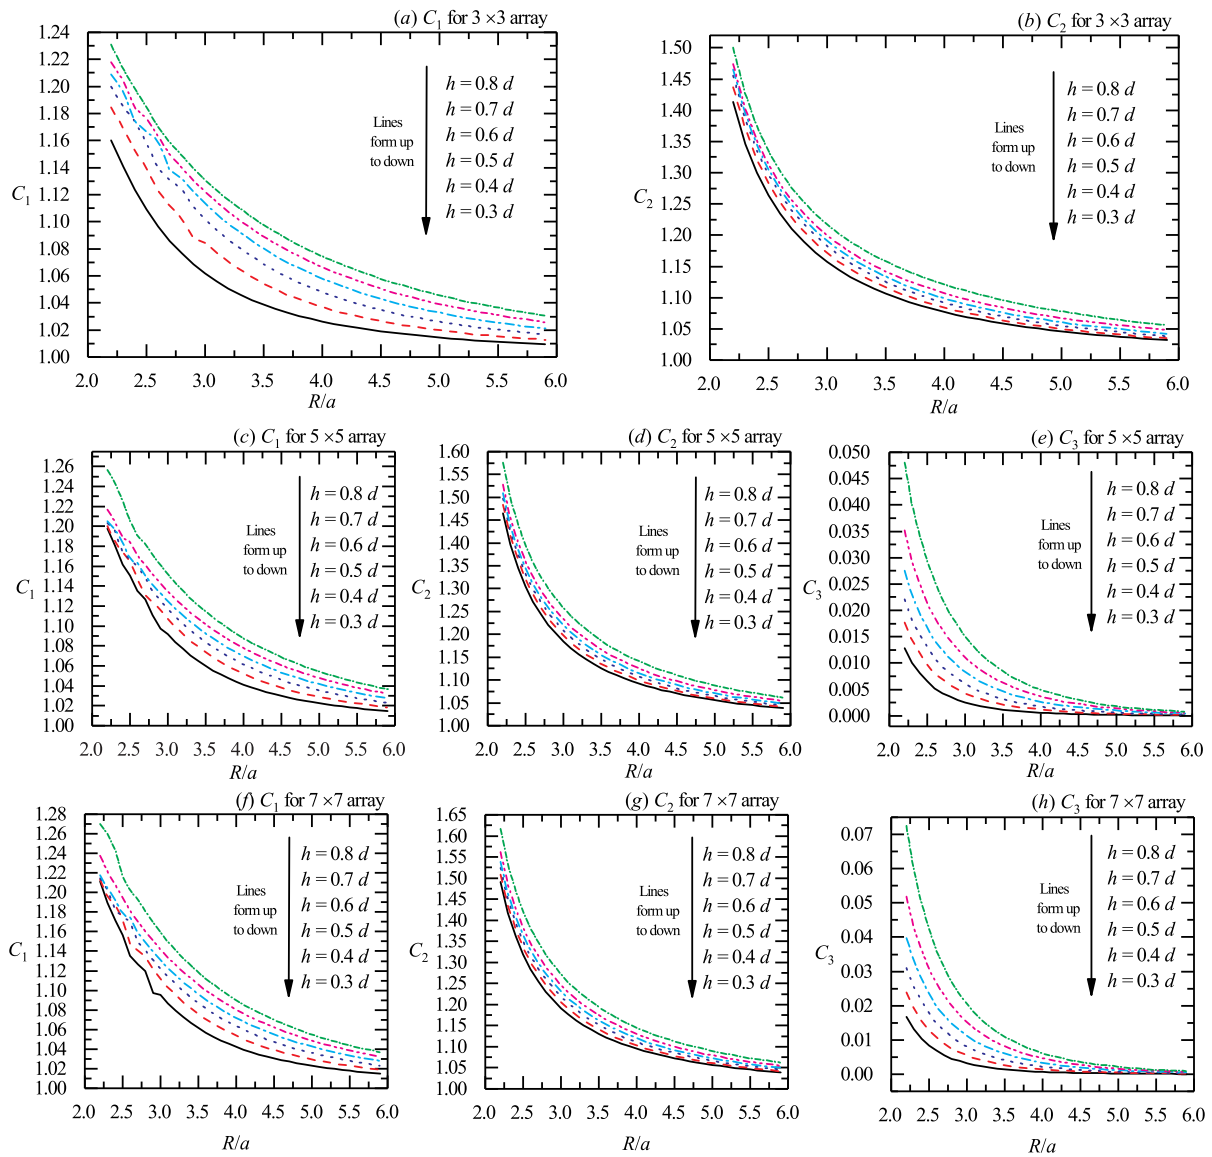 (a) C1 for 3 ×3 array
1.24
1.22
1.20
1.18
1.16
1.14
1.12
1.10
1.08
1.06
1.04
1.02
1.00
C1
Lines
form up
to down
h = 0.8 d
h = 0.7 d
h = 0.6 d
h = 0.5 d
h = 0.4 d
h = 0.3 d
2.0 2.5 3.0 3.5 4.0 4.5 5.0 5.5 6.0
R/a
(b) C2 for 3 ×3 array
1.50
1.45
1.40
1.35
1.30
1.25
1.20
1.15
1.10
1.05
1.00
C2
Lines
form up
to down
h = 0.8 d
h = 0.7 d
h = 0.6 d
h = 0.5 d
h = 0.4 d
h = 0.3 d
2.0 2.5 3.0 3.5 4.0 4.5 5.0 5.5 6.0
R/a
(c) C1 for 5 ×5 array
1.26
1.24
1.22
1.20
1.18
1.16
1.14
1.12
1.10
1.08
1.06
1.04
1.02
1.00
C1
Lines
form up
to down
h = 0.8 d
h = 0.7 d
h = 0.6 d
h = 0.5 d
h = 0.4 d
h = 0.3 d
2.0 2.5 3.0 3.5 4.0 4.5 5.0 5.5 6.0
R/a
(d) C2 for 5 ×5 array
1.60
1.55
1.50
1.45
1.40
1.35
1.30
1.25
1.20
1.15
1.10
1.05
1.00
C2
Lines
form up
to down
h = 0.8 d
h = 0.7 d
h = 0.6 d
h = 0.5 d
h = 0.4 d
h = 0.3 d
2.0 2.5 3.0 3.5 4.0 4.5 5.0 5.5 6.0
R/a
(e) C3 for 5 ×5 array
0.050
0.045
0.040
0.035
0.030
0.025
0.020
0.015
0.010
0.005
0.000
C3
Lines
form up
to down
h = 0.8 d
h = 0.7 d
h = 0.6 d
h = 0.5 d
h = 0.4 d
h = 0.3 d
2.0 2.5 3.0 3.5 4.0 4.5 5.0 5.5 6.0
R/a
(f) C1 for 7 ×7 array
1.28
1.26
1.24
1.22
1.20
1.18
1.16
1.14
1.12
1.10
1.08
1.06
1.04
1.02
1.00
C1
Lines
form up
to down
h = 0.8 d
h = 0.7 d
h = 0.6 d
h = 0.5 d
h = 0.4 d
h = 0.3 d
2.0 2.5 3.0 3.5 4.0 4.5 5.0 5.5 6.0
R/a
(g) C2 for 7 ×7 array
1.65
1.60
1.55
1.50
1.45
1.40
1.35
1.30
1.25
1.20
1.15
1.10
1.05
1.00
C2
Lines
form up
to down
h = 0.8 d
h = 0.7 d
h = 0.6 d
h = 0.5 d
h = 0.4 d
h = 0.3 d
2.0 2.5 3.0 3.5 4.0 4.5 5.0 5.5 6.0
R/a
(h) C3 for 7 ×7 array
0.07
0.06
0.05
0.04
0.03
0.02
0.01
0.00
C3
Lines
form up
to down
h = 0.8 d
h = 0.7 d
h = 0.6 d
h = 0.5 d
h = 0.4 d
h = 0.3 d
2.0 2.5 3.0 3.5 4.0 4.5 5.0 5.5 6.0
R/a